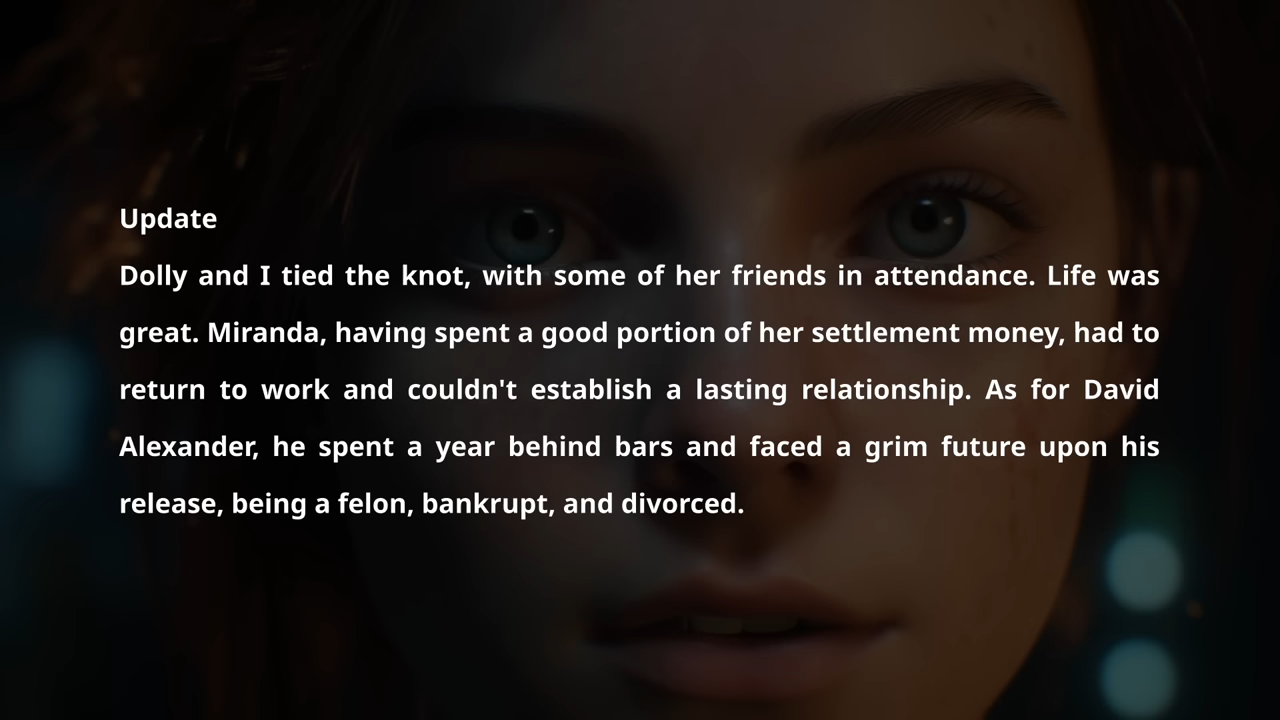 Update
Dolly and I tied the knot, with some of her friends in attendance. Life was
great. Miranda, having spent a good portion of her settlement money, had to
return to work and couldn't establish a lasting relationship. As for David
Alexander, he spent a year behind bars and faced a grim future upon his
release, being a felon, bankrupt, and divorced.